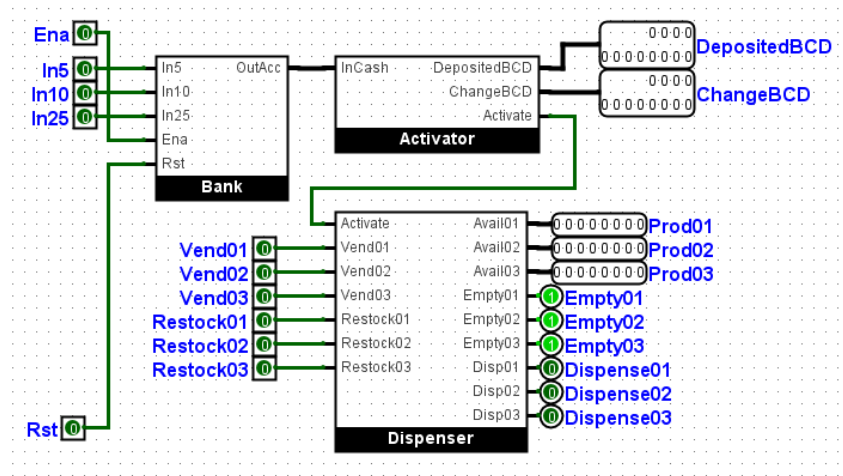 Ena 0
0 0 0 0
0 0 0 0 0 0 0 0 DepositedBCD
In5 0 In5 OutAcc InCash DepositedBCD
In10 0 In10 ChangeBCD
0 0 0 0
0 0 0 0 0 0 0 0 ChangeBCD
In25 0 In25 Activate
Ena Activator
Rst
Bank
Activate Avail01 0 0 0 0 0 0 0 0 Prod01
Vend01 0 Vend01 Avail02 0 0 0 0 0 0 0 0 Prod02
Vend02 0 Vend02 Avail03 0 0 0 0 0 0 0 0 Prod03
Vend03 0 Vend03 Empty01 1 Empty01
Restock01 0 Restock01 Empty02 1 Empty02
Restock02 0 Restock02 Empty03 1 Empty03
Restock03 0 Restock03 Disp01 0 Dispense01
Disp02 0 Dispense02
Disp03 0 Dispense03
Rst 0 Dispenser